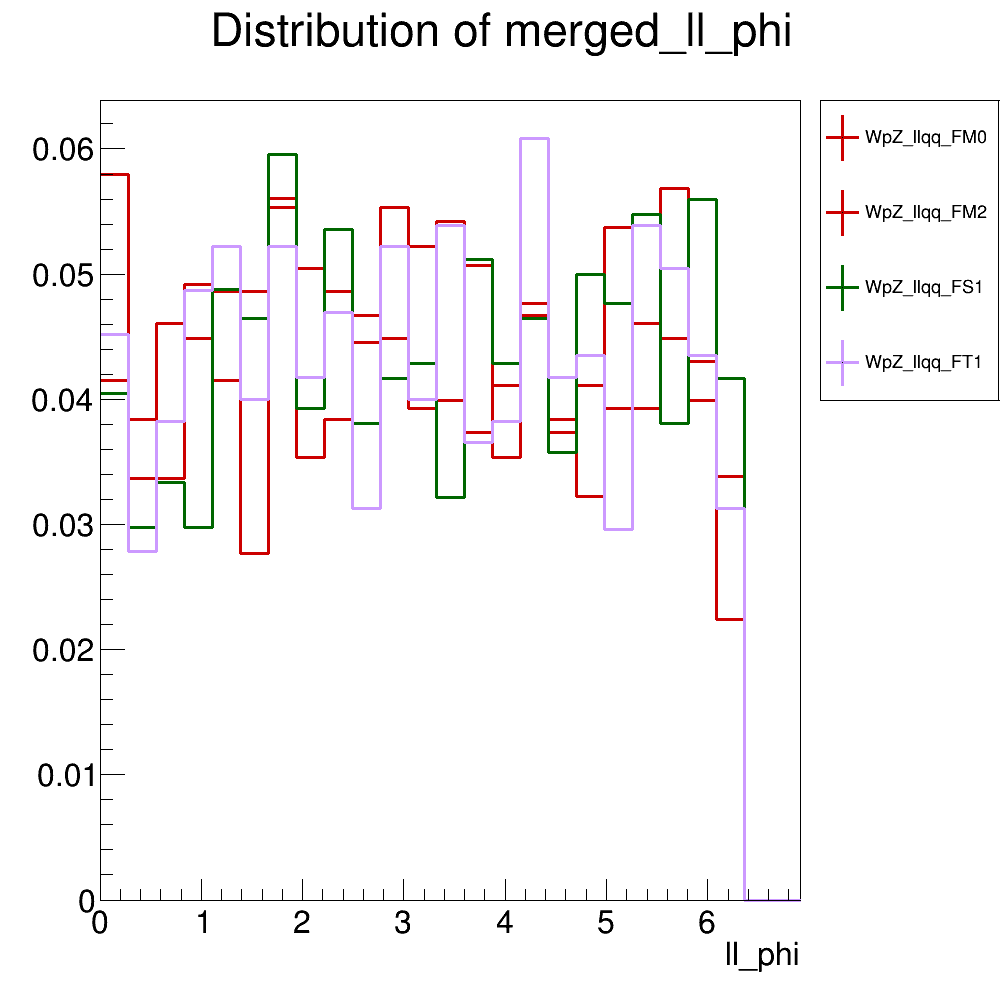 Distribution of merged_ll_phi
WpZ_llqq_FM0
WpZ_llqq_FM2
WpZ_llqq_FS1
WpZ_llqq_FT1
0.06
0.05
0.04
0.03
0.02
0.01
0
0 1 2 3 4 5 6
ll_phi